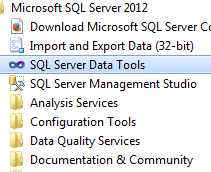 Microsoft SQL Server 2012
Download Microsoft SQL Server Co
Import and Export Data (32-bit)
SQL Server Data Tools
SQL Server Management Studio
Analysis Services
Configuration Tools
Data Quality Services
Documentation & Community